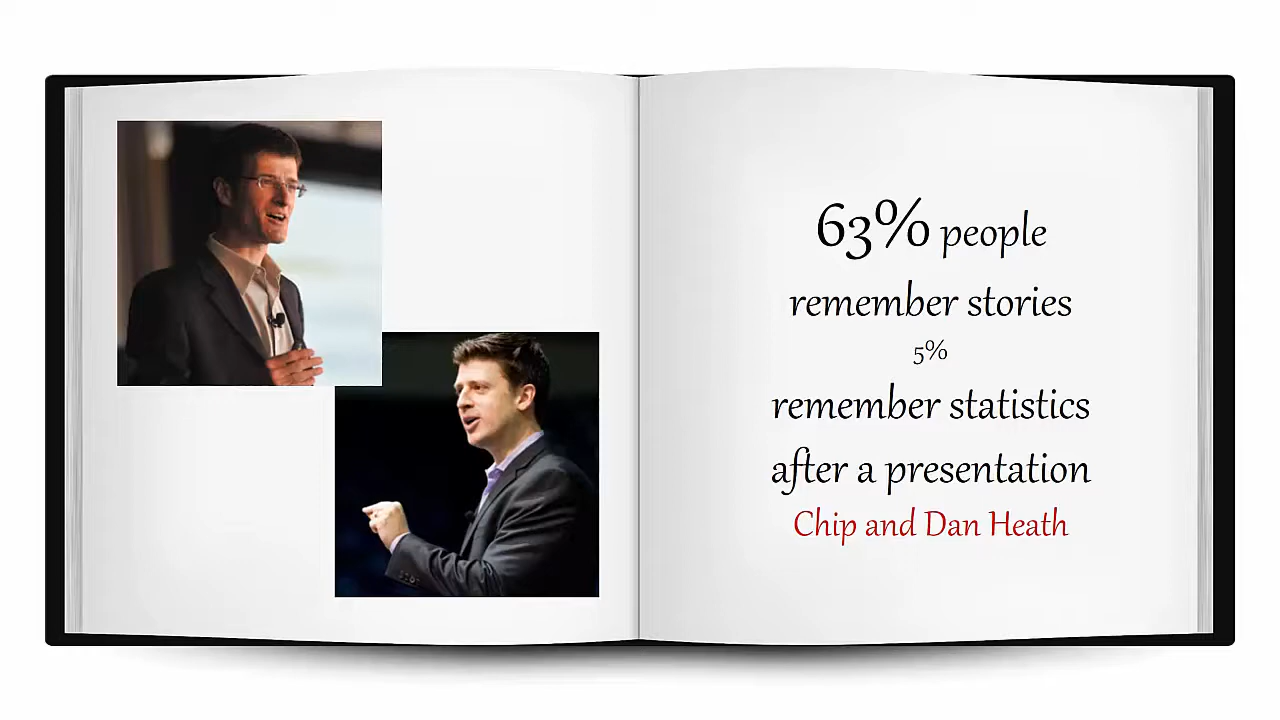 63% people
remember stories
5%
remember statistics
after a presentation
Chip and Dan Heath